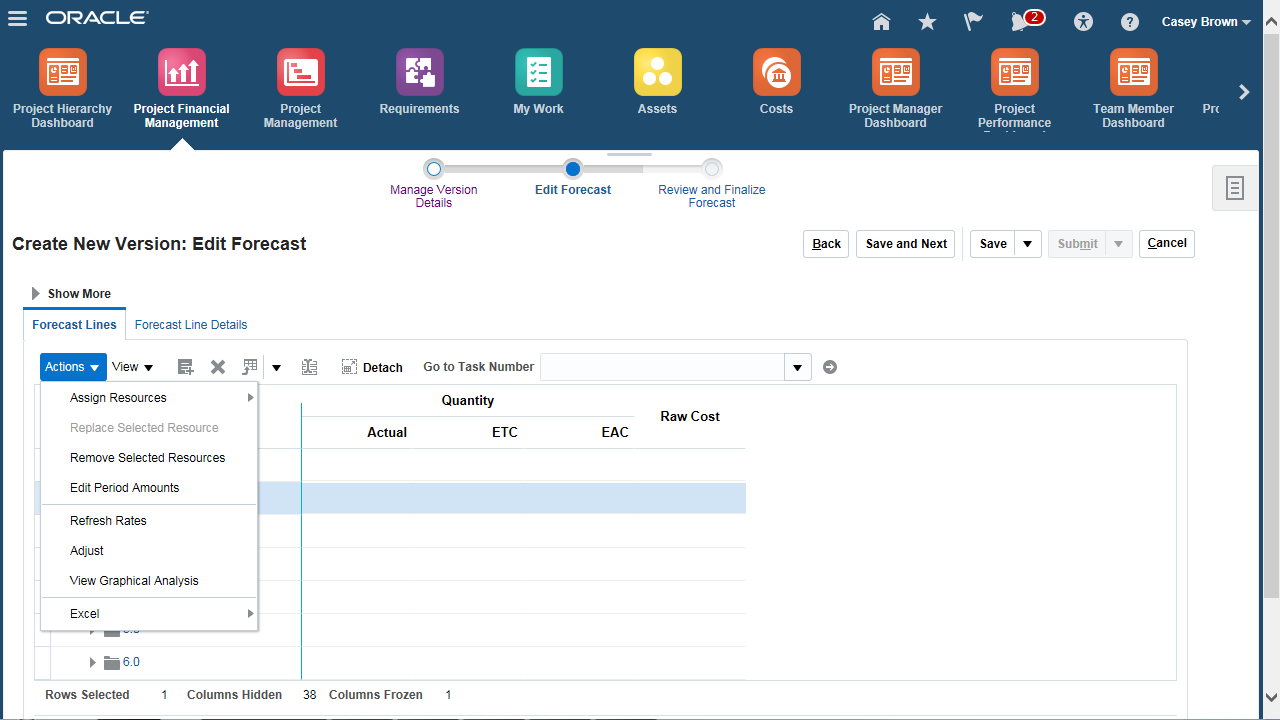 ORACLE
2
Casey Brown
Project Hierarchy
Dashboard
Project Financial
Management
Project
Management
Requirements
My Work
Assets
Costs
Project Manager
Dashboard
Project
Performance
Team Member
Dashboard
Manage Version
Details
Edit Forecast
Review and Finalize
Forecast
Create New Version: Edit Forecast
Back
Save and Next
Save
Submit
Cancel
Show More
Forecast Lines
Forecast Line Details
Actions
View
Detach
Go to Task Number
Quantity
Raw Cost
Actual
ETC
EAC
Assign Resources
Replace Selected Resource
Remove Selected Resources
Edit Period Amounts
Refresh Rates
Adjust
View Graphical Analysis
Excel
6.0
Rows Selected 1 Columns Hidden 38 Columns Frozen 1